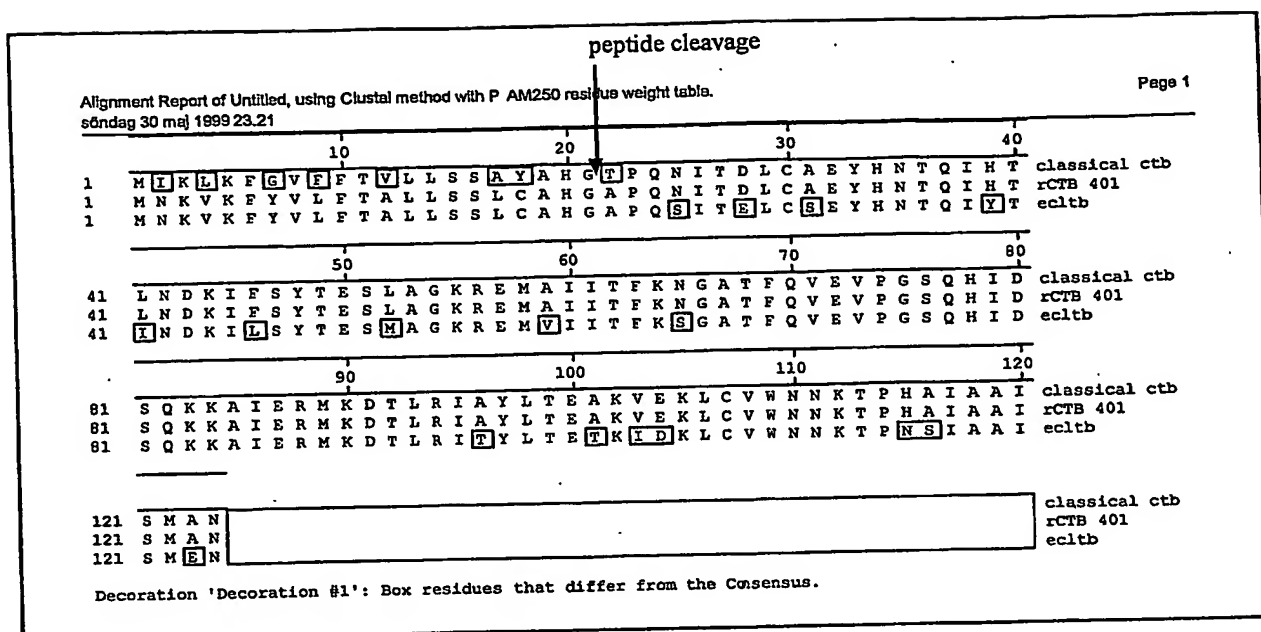 peptide cleavage
Alignment Report of Untitled, using Clustal method with P AM250 residue weight table.
Page 1
söndag 30 maj 1999 23.21
10 20 30 40
1 M I K L K F G V F F T V L L S S A Y A H G T P Q N I T D L C A E Y H N T Q I H T classical ctb
1 M N K V K F Y V L F T A L L S S L C A H G A P Q N I T D L C A E Y H N T Q I H T rCTB 401
1 M N K V K F Y V L F T A L L S S L C A H G A P Q S I T E L C S E Y H N T Q I Y T ecltb
50 60 70 80
41 L N D K I F S Y T E S L A G K R E M A I I T F K N G A T F Q V E V P G S Q H I D classical ctb
41 L N D K I F S Y T E S L A G K R E M A I I T F K N G A T F Q V E V P G S Q H I D rCTB 401
41 I N D K I L S Y T E S M A G K R E M V I I T F K S G A T F Q V E V P G S Q H I D ecltb
90 100 110 120
81 S Q K K A I E R M K D T L R I A Y L T E A K V E K L C V W N N K T P H A I A A I classical ctb
81 S Q K K A I E R M K D T L R I A Y L T E A K V E K L C V W N N K T P H A I A A I rCTB 401
81 S Q K K A I E R M K D T L R I T Y L T E T K I D K L C V W N N K T P N S I A A I ecltb
121 S M A N classical ctb
121 S M A N rCTB 401
121 S M E N ecltb
Decoration 'Decoration #1': Box residues that differ from the Consensus.